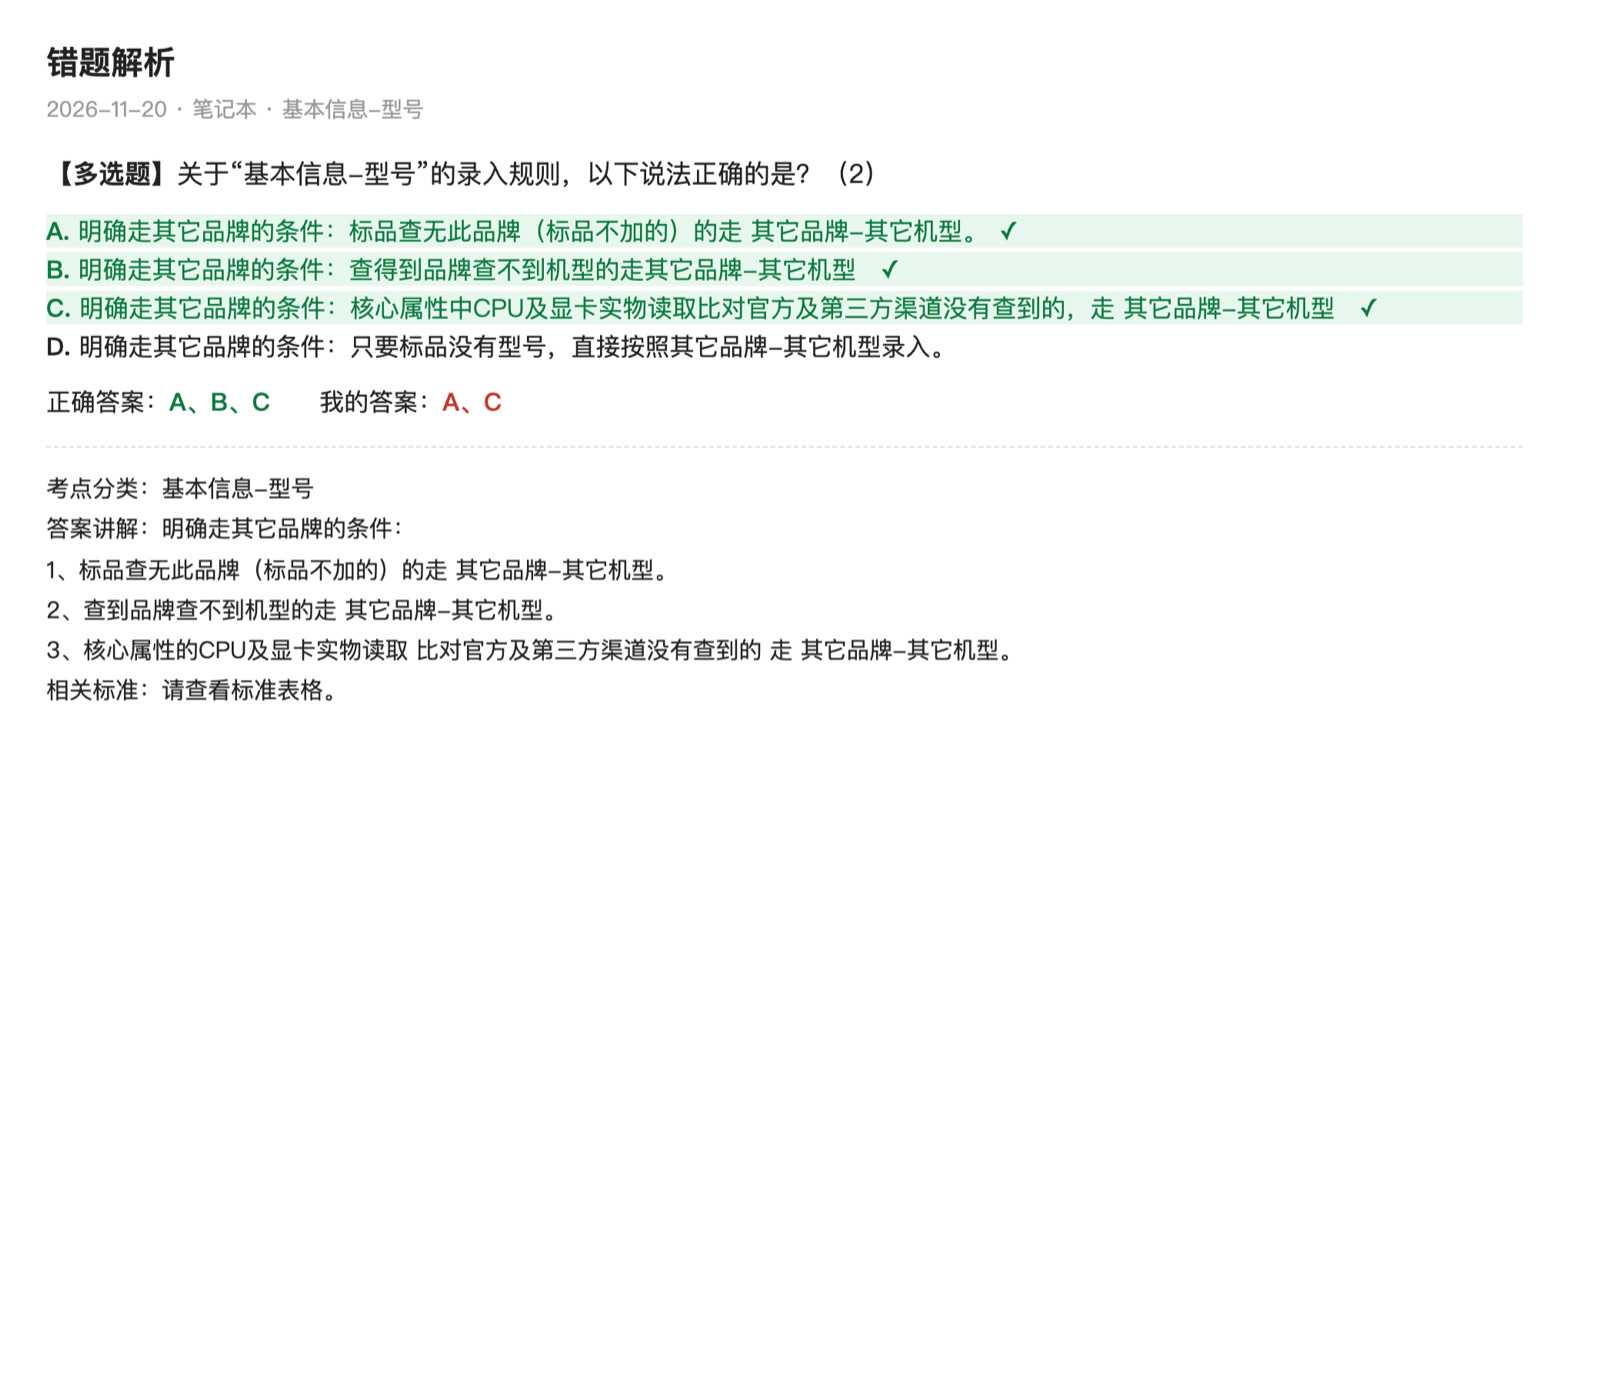 错题解析
2026-11-20 · 笔记本 · 基本信息-型号
【多选题】关于“基本信息-型号”的录入规则，以下说法正确的是？（2）
A. 明确走其它品牌的条件：标品查无此品牌（标品不加的）的走 其它品牌-其它机型。 ✓
B. 明确走其它品牌的条件：查得到品牌查不到机型的走其它品牌-其它机型 ✓
C. 明确走其它品牌的条件：核心属性中CPU及显卡实物读取比对官方及第三方渠道没有查到的，走 其它品牌-其它机型 ✓
D. 明确走其它品牌的条件：只要标品没有型号，直接按照其它品牌-其它机型录入。
正确答案：A、B、C 我的答案：A、C
考点分类：基本信息-型号
答案讲解：明确走其它品牌的条件：
1、标品查无此品牌（标品不加的）的走 其它品牌-其它机型。
2、查到品牌查不到机型的走 其它品牌-其它机型。
3、核心属性的CPU及显卡实物读取 比对官方及第三方渠道没有查到的 走 其它品牌-其它机型。
相关标准：请查看标准表格。